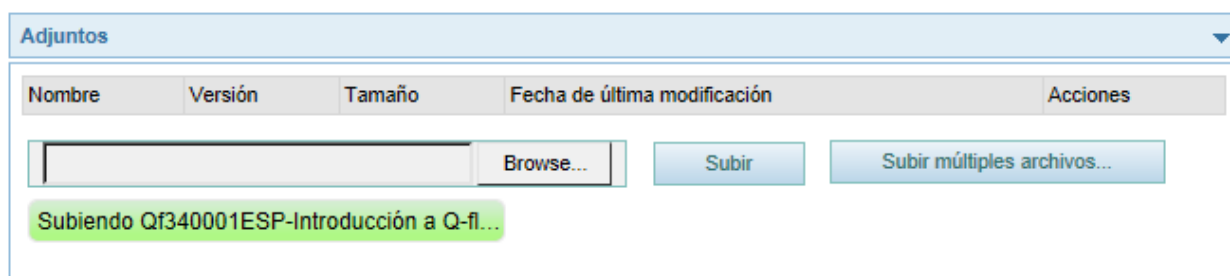 Adjuntos
Nombre Versión Tamaño Fecha de última modificación Acciones
Browse... Subir Subir múltiples archivos...
Subiendo Qf340001ESP-Introducción a Q-fl...